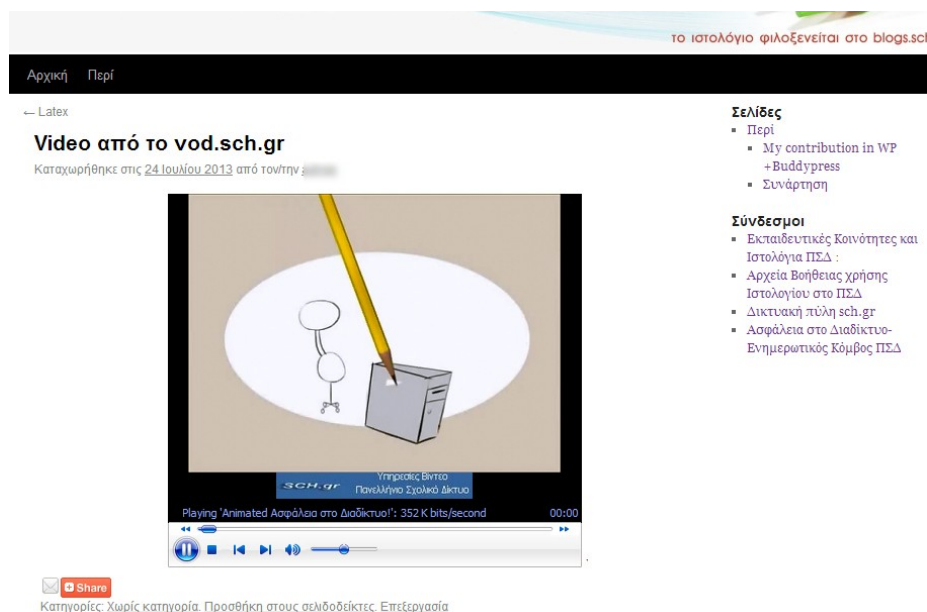 το ιστολόγιο φιλοξενείται στο blogs.sch
Αρχική Περί
← Latex
Video από το vod.sch.gr
Καταχωρήθηκε στις 24 Ιουλίου 2013 από τον/την
SCH.gr
Υπηρεσίες Βίντεο
Πανελλήνιο Σχολικό Δίκτυο
Playing 'Animated Ασφάλεια στο Διαδίκτυο!': 352 K bits/second 00:00
Share
Κατηγορίες: Χωρίς κατηγορία. Προσθήκη στους σελιδοδείκτες. Επεξεργασία
Σελίδες
Περί
My contribution in WP
+Buddypress
Συνάρτηση
Σύνδεσμοι
Εκπαιδευτικές Κοινότητες και
Ιστολόγια ΠΣΔ :
Αρχεία Βοήθειας χρήσης
Ιστολογίου στο ΠΣΔ
Δικτυακή πύλη sch.gr
Ασφάλεια στο Διαδίκτυο-
Ενημερωτικός Κόμβος ΠΣΔ